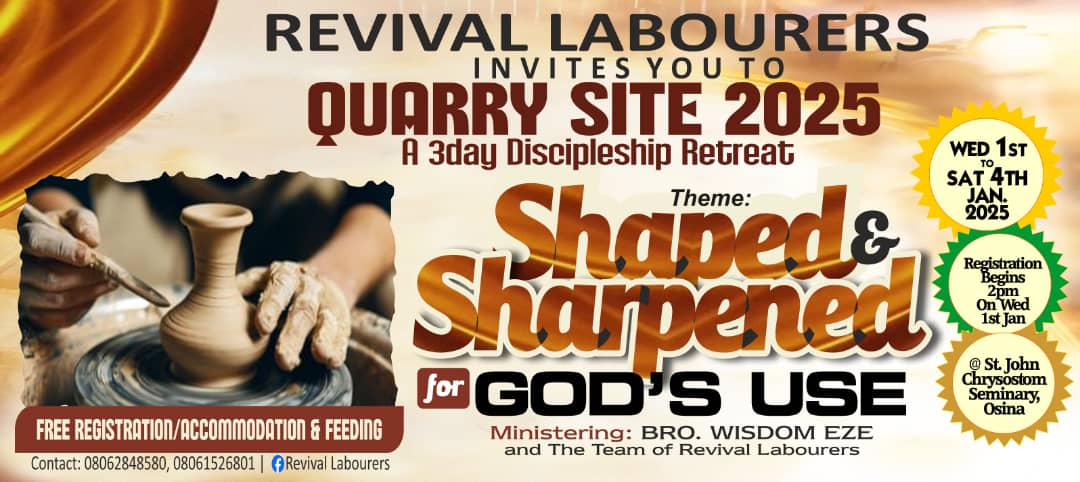 REVIVAL LABOURERS
INVITES YOU TO
QUARRY SITE 2025
A 3day Discipleship Retreat
Theme:
Shaped &
Sharpened
for GOD'S USE
Ministering: BRO. WISDOM EZE
and The Team of Revival Labourers
WED 1ST
TO
SAT 4TH
JAN.
2025
Registration
Begins
2pm
On Wed
1st Jan
@ St. John
Chrysostom
Seminary,
Osina
FREE REGISTRATION/ACCOMMODATION & FEEDING
Contact: 08062848580, 08061526801 | f Revival Labourers